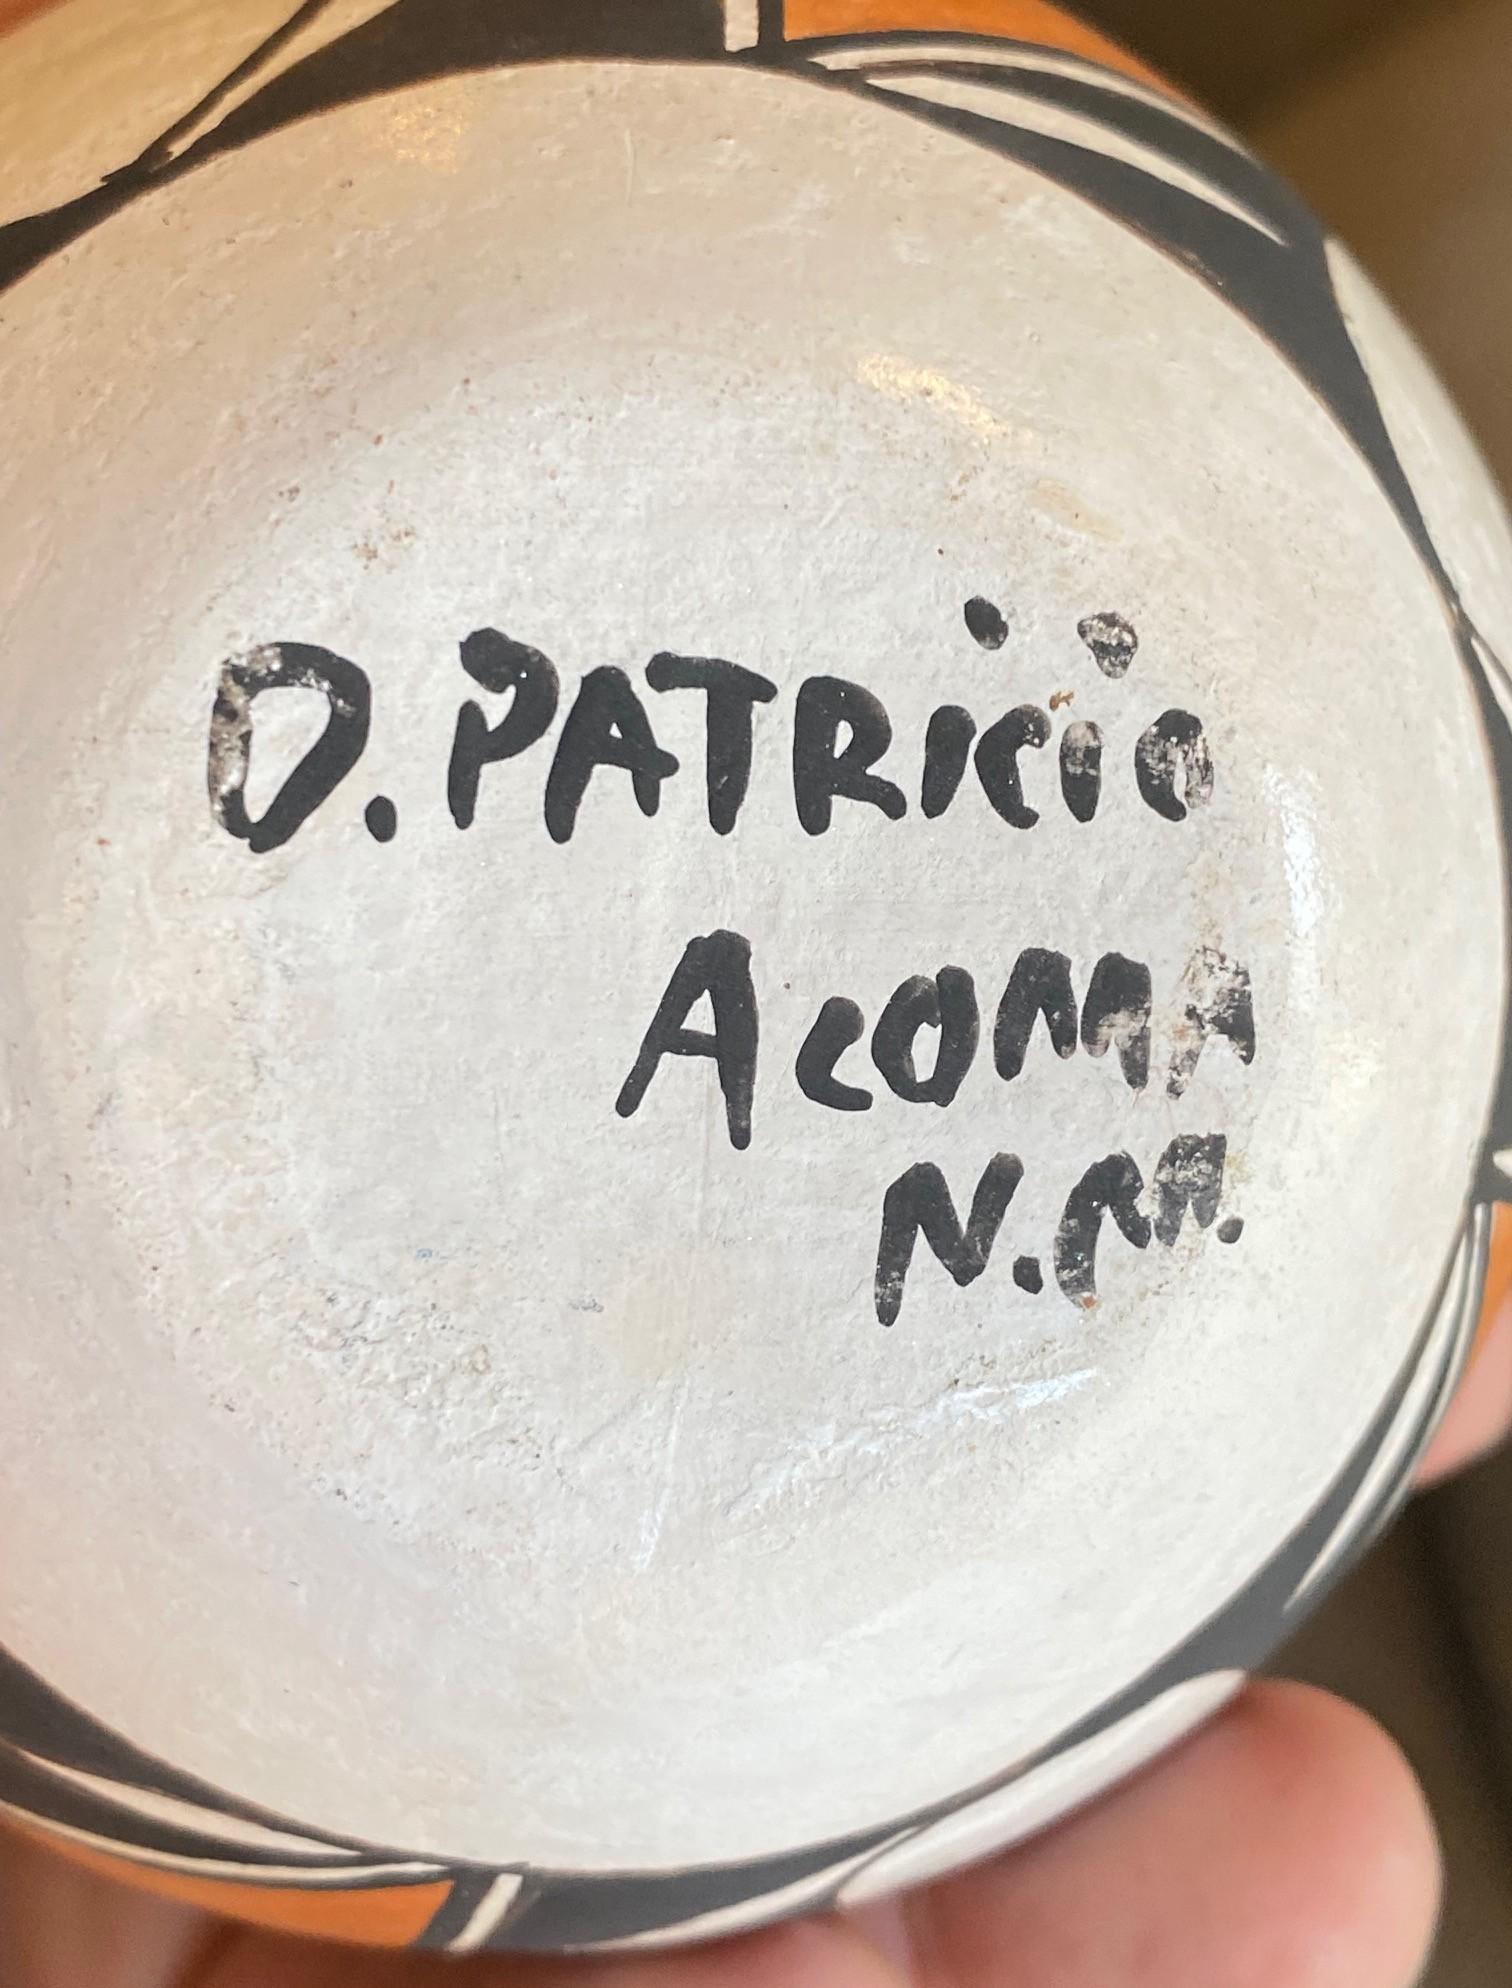 D. PATRiCiO
ACOMA
N.M.